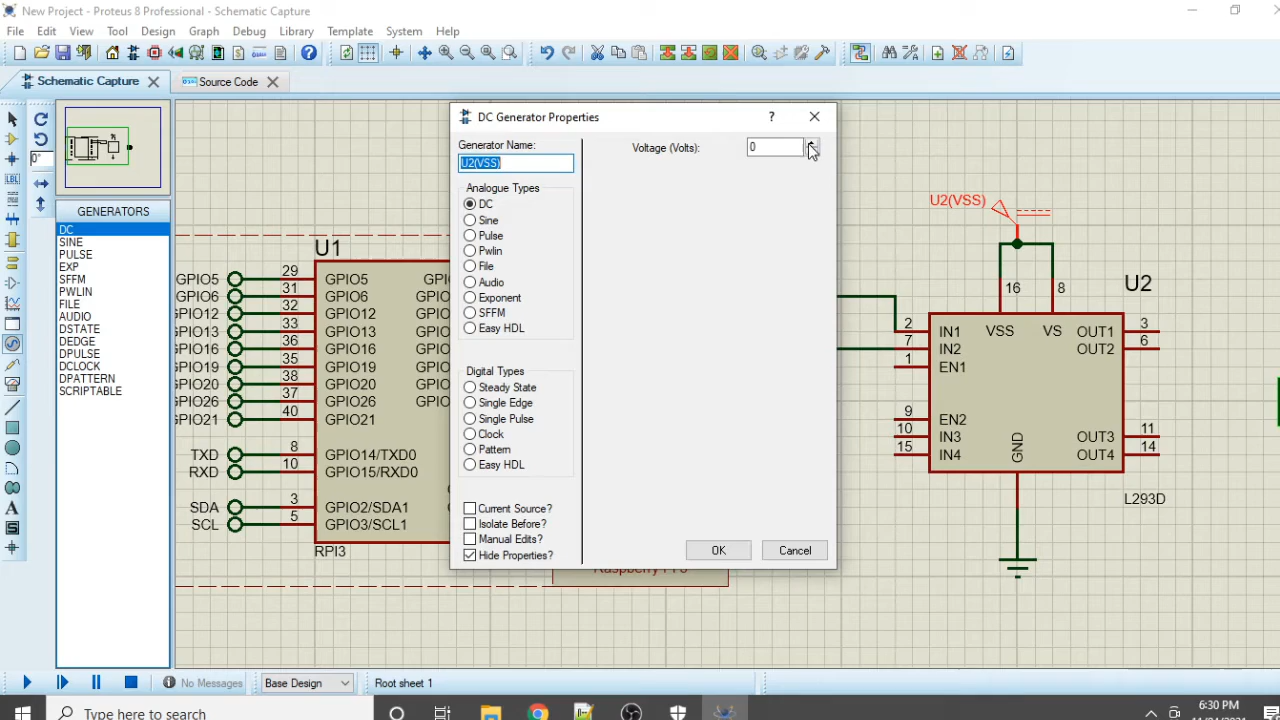 New Project - Proteus 8 Professional - Schematic Capture
File Edit View Tool Design Graph Debug Library Template System Help
Schematic Capture
Source Code
0°
GENERATORS
DC
SINE
PULSE
EXP
SFFM
PWLIN
FILE
AUDIO
DSTATE
DEDGE
DPULSE
DCLOCK
DPATTERN
SCRIPTABLE
LBL
A
S
U1
GPIO5 29 GPIO5
GPIO6 31 GPIO6
GPIO12 32 GPIO12
GPIO13 33 GPIO13
GPIO16 36 GPIO16
GPIO19 35 GPIO19
GPIO20 38 GPIO20
GPIO26 37 GPIO26
GPIO21 40 GPIO21
TXD 8 GPIO14/TXD0
RXD 10 GPIO15/RXD0
SDA 3 GPIO2/SDA1
SCL 5 GPIO3/SCL1
RPI3
DC Generator Properties
?
Generator Name:
U2(VSS)
Analogue Types
DC
Sine
Pulse
Pwlin
File
Audio
Exponent
SFFM
Easy HDL
Digital Types
Steady State
Single Edge
Single Pulse
Clock
Pattern
Easy HDL
Current Source?
Isolate Before?
Manual Edits?
Hide Properties?
Voltage (Volts): 0
OK Cancel
U2(VSS)
16 8 U2
2 IN1 VSS VS OUT1 3
7 IN2 OUT2 6
1 EN1
9 EN2
10 IN3 GND OUT3 11
15 IN4 OUT4 14
L293D
No Messages
Base Design
Root sheet 1
Type here to search
6:30 PM